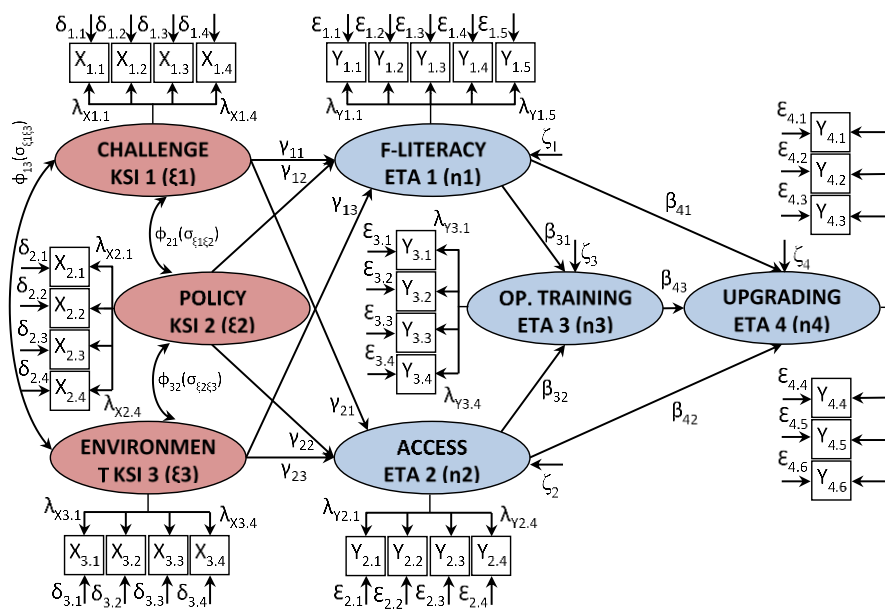 δ1.1 δ1.2 δ1.3 δ1.4
X1.1 X1.2 X1.3 X1.4
λX1.1 λX1.4
ε1.1 ε1.2 ε1.3 ε1.4 ε1.5
Y1.1 Y1.2 Y1.3 Y1.4 Y1.5
λY1.1 λY1.5
ϕ13(σξ1ξ3)
CHALLENGE
KSI 1 (ξ1)
γ11
γ12
γ13
F-LITERACY
ETA 1 (η1)
ζ1
ε4.1 Y4.1
ε4.2 Y4.2
ε4.3 Y4.3
β41
ϕ21(σξ1ξ2)
δ2.1 X2.1 λX2.1
δ2.2 X2.2
δ2.3 X2.3
δ2.4 X2.4
λX2.4
POLICY
KSI 2 (ξ2)
λY3.1
ε3.1 Y3.1
ε3.2 Y3.2
ε3.3 Y3.3
ε3.4 Y3.4
λY3.4
β31
ζ3
OP. TRAINING
ETA 3 (η3)
β43
ζ4
UPGRADING
ETA 4 (η4)
ϕ32(σξ2ξ3)
β32
β42
γ21
γ22
γ23
ENVIRONMEN
T KSI 3 (ξ3)
ACCESS
ETA 2 (η2)
ζ2
ε4.4 Y4.4
ε4.5 Y4.5
ε4.6 Y4.6
λX3.1 λX3.4
X3.1 X3.2 X3.3 X3.4
δ3.1 δ3.2 δ3.3 δ3.4
λY2.1 λY2.4
Y2.1 Y2.2 Y2.3 Y2.4
ε2.1 ε2.2 ε2.3 ε2.4